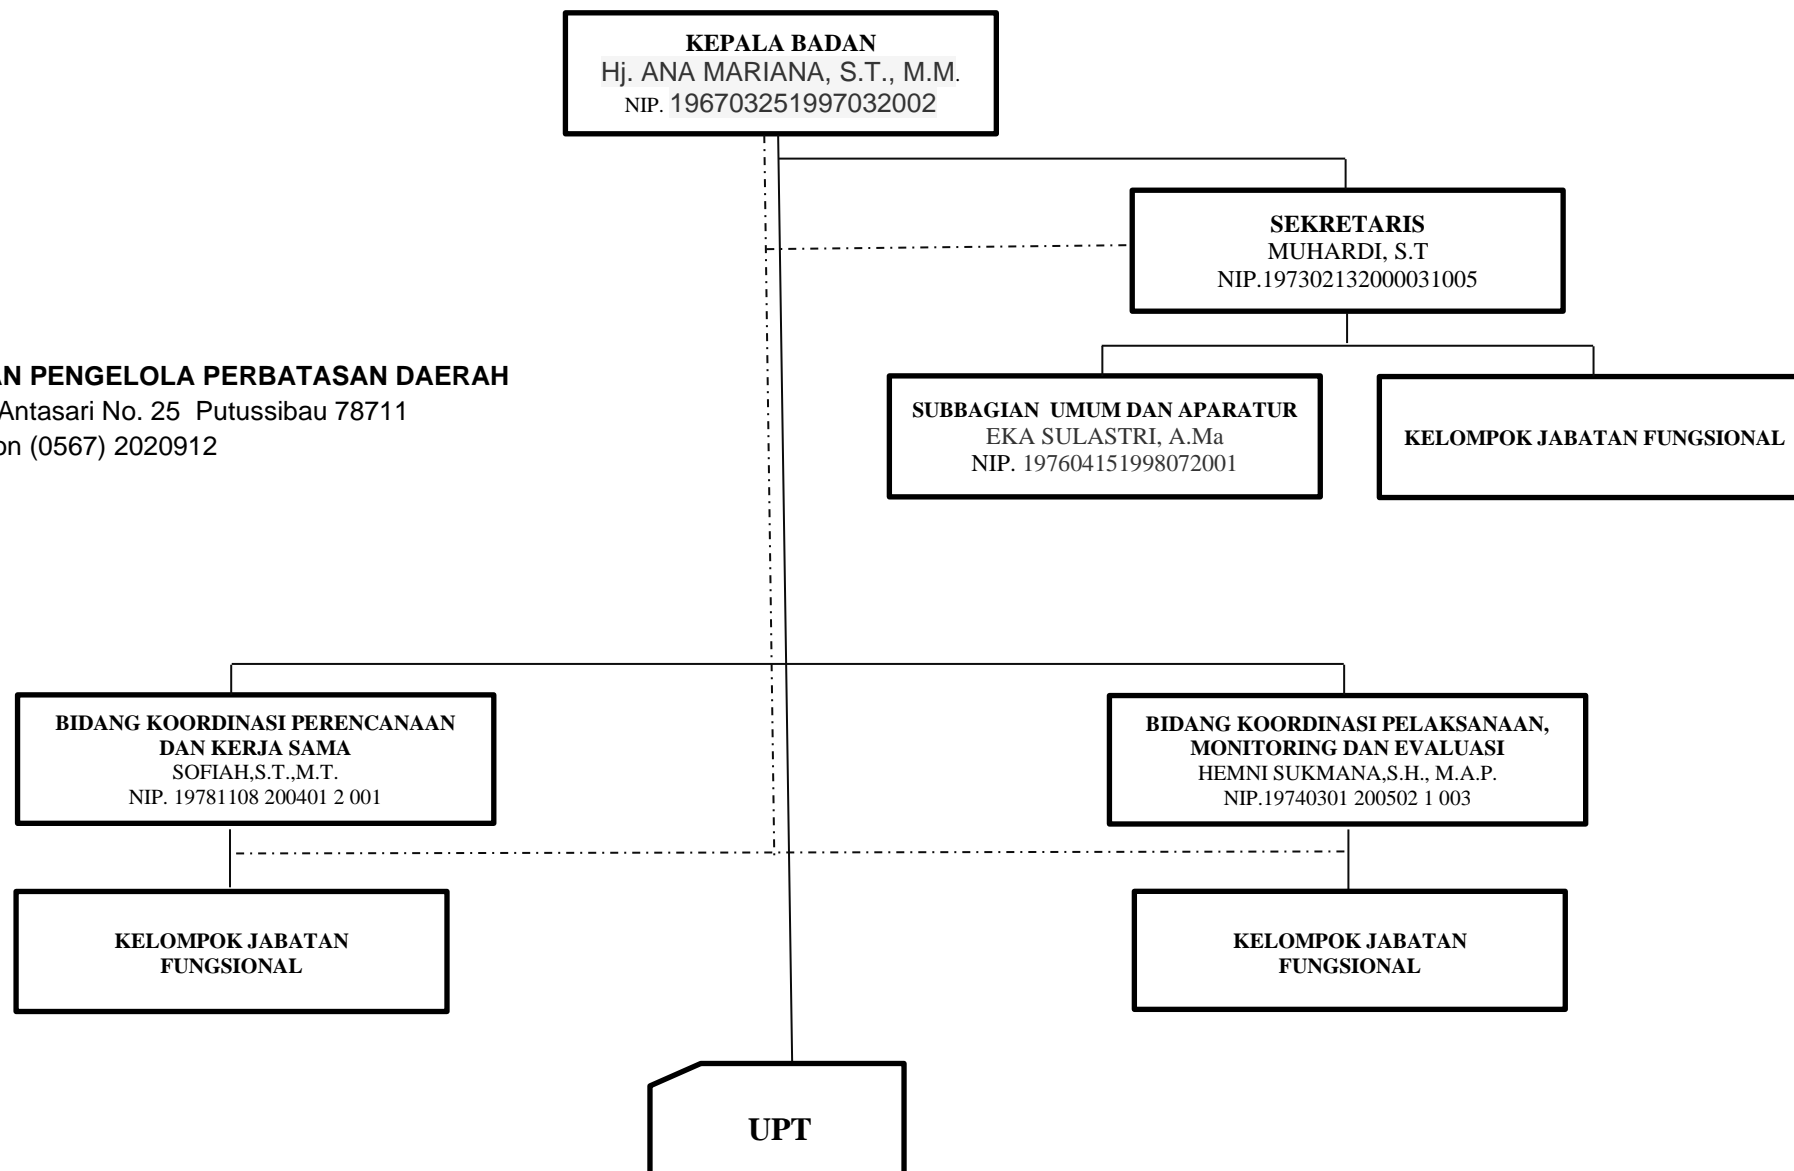 KEPALA BADAN
Hj. ANA MARIANA, S.T., M.M.
NIP. 196703251997032002
SEKRETARIS
MUHARDI, S.T
NIP.197302132000031005
AN PENGELOLA PERBATASAN DAERAH
Antasari No. 25 Putussibau 78711
on (0567) 2020912
SUBBAGIAN UMUM DAN APARATUR
EKA SULASTRI, A.Ma
NIP. 197604151998072001
KELOMPOK JABATAN FUNGSIONAL
BIDANG KOORDINASI PERENCANAAN
DAN KERJA SAMA
SOFIAH,S.T.,M.T.
NIP. 19781108 200401 2 001
BIDANG KOORDINASI PELAKSANAAN,
MONITORING DAN EVALUASI
HEMNI SUKMANA,S.H., M.A.P.
NIP.19740301 200502 1 003
KELOMPOK JABATAN
FUNGSIONAL
KELOMPOK JABATAN
FUNGSIONAL
UPT